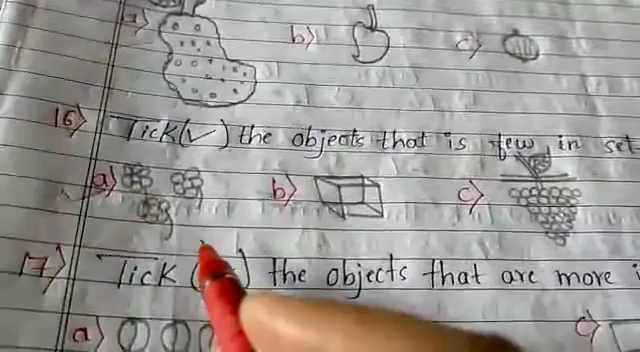 a)
b)
c)
16) Tick(✓) the objects that is few in set
a)
b)
c)
17) Tick ( ) the objects that are more i
a)
c)